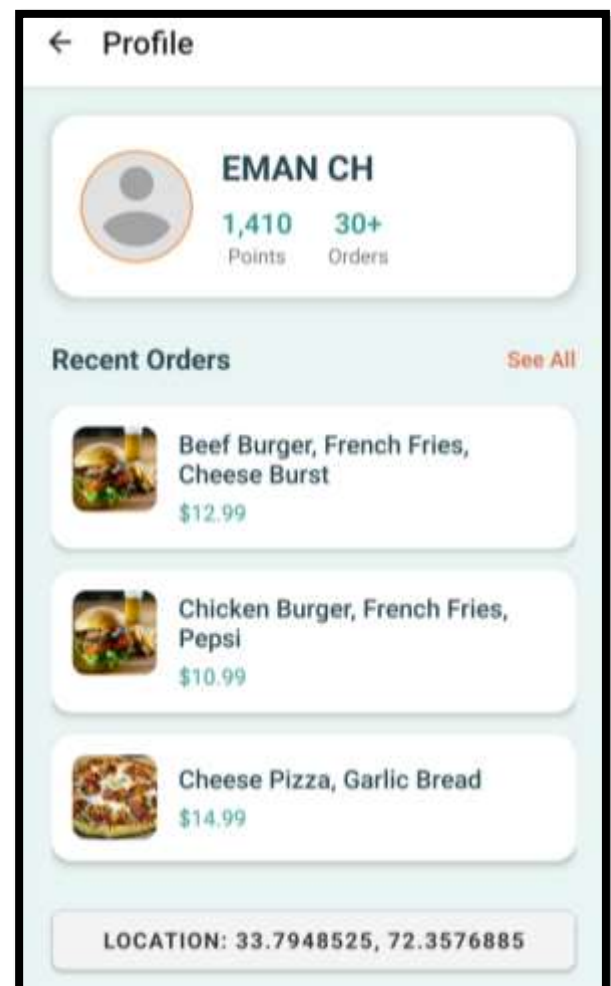 ← Profile
EMAN CH
1,410 30+
Points Orders
Recent Orders See All
Beef Burger, French Fries,
Cheese Burst
$12.99
Chicken Burger, French Fries,
Pepsi
$10.99
Cheese Pizza, Garlic Bread
$14.99
LOCATION: 33.7948525, 72.3576885